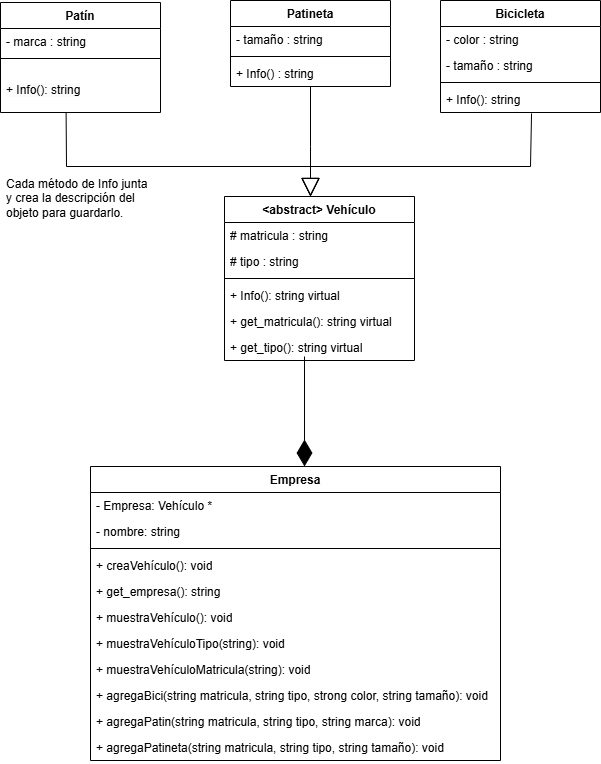 Patín
- marca : string
+ Info(): string
Patineta
- tamaño : string
+ Info() : string
Bicicleta
- color : string
- tamaño : string
+ Info(): string
Cada método de Info junta
y crea la descripción del
objeto para guardarlo.
<abstract> Vehículo
# matricula : string
# tipo : string
+ Info(): string virtual
+ get_matricula(): string virtual
+ get_tipo(): string virtual
Empresa
- Empresa: Vehículo *
- nombre: string
+ creaVehículo(): void
+ get_empresa(): string
+ muestraVehículo(): void
+ muestraVehículoTipo(string): void
+ muestraVehículoMatricula(string): void
+ agregaBici(string matricula, string tipo, strong color, string tamaño): void
+ agregaPatin(string matricula, string tipo, string marca): void
+ agregaPatineta(string matricula, string tipo, string tamaño): void